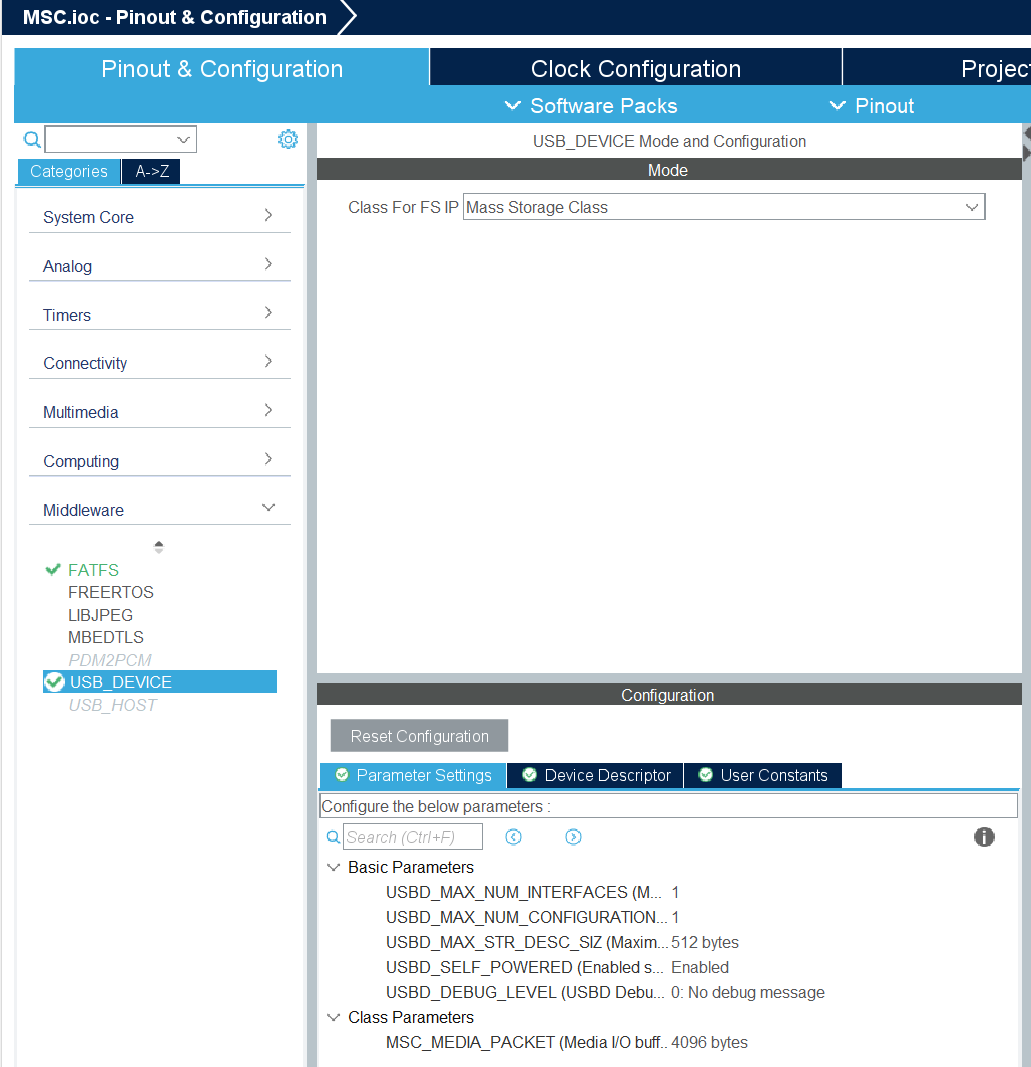 MSC.ioc - Pinout & Configuration
Pinout & Configuration
Clock Configuration
Projec
Software Packs
Pinout
Categories
A->Z
System Core
Analog
Timers
Connectivity
Multimedia
Computing
Middleware
FATFS
FREERTOS
LIBJPEG
MBEDTLS
PDM2PCM
USB_DEVICE
USB_HOST
USB_DEVICE Mode and Configuration
Mode
Class For FS IP Mass Storage Class
Configuration
Reset Configuration
Parameter Settings
Device Descriptor
User Constants
Configure the below parameters :
Search (Ctrl+F)
Basic Parameters
USBD_MAX_NUM_INTERFACES (M... 1
USBD_MAX_NUM_CONFIGURATION... 1
USBD_MAX_STR_DESC_SIZ (Maxim... 512 bytes
USBD_SELF_POWERED (Enabled s... Enabled
USBD_DEBUG_LEVEL (USBD Debu... 0: No debug message
Class Parameters
MSC_MEDIA_PACKET (Media I/O buff.. 4096 bytes